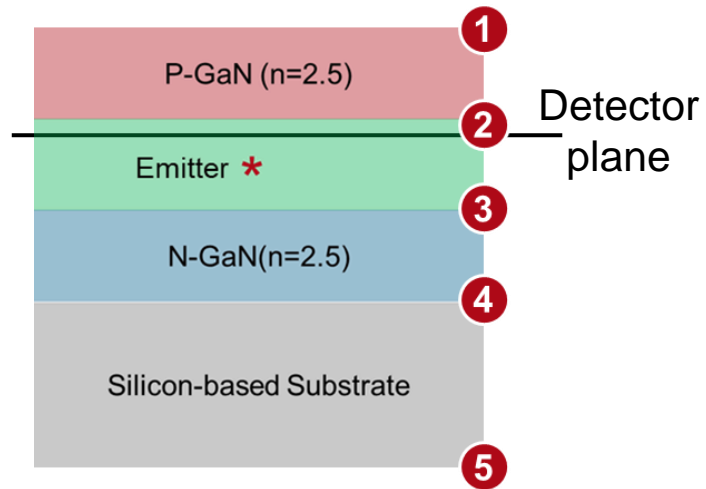 1
P-GaN (n=2.5)
2
Detector
plane
Emitter *
3
N-GaN(n=2.5)
4
Silicon-based Substrate
5